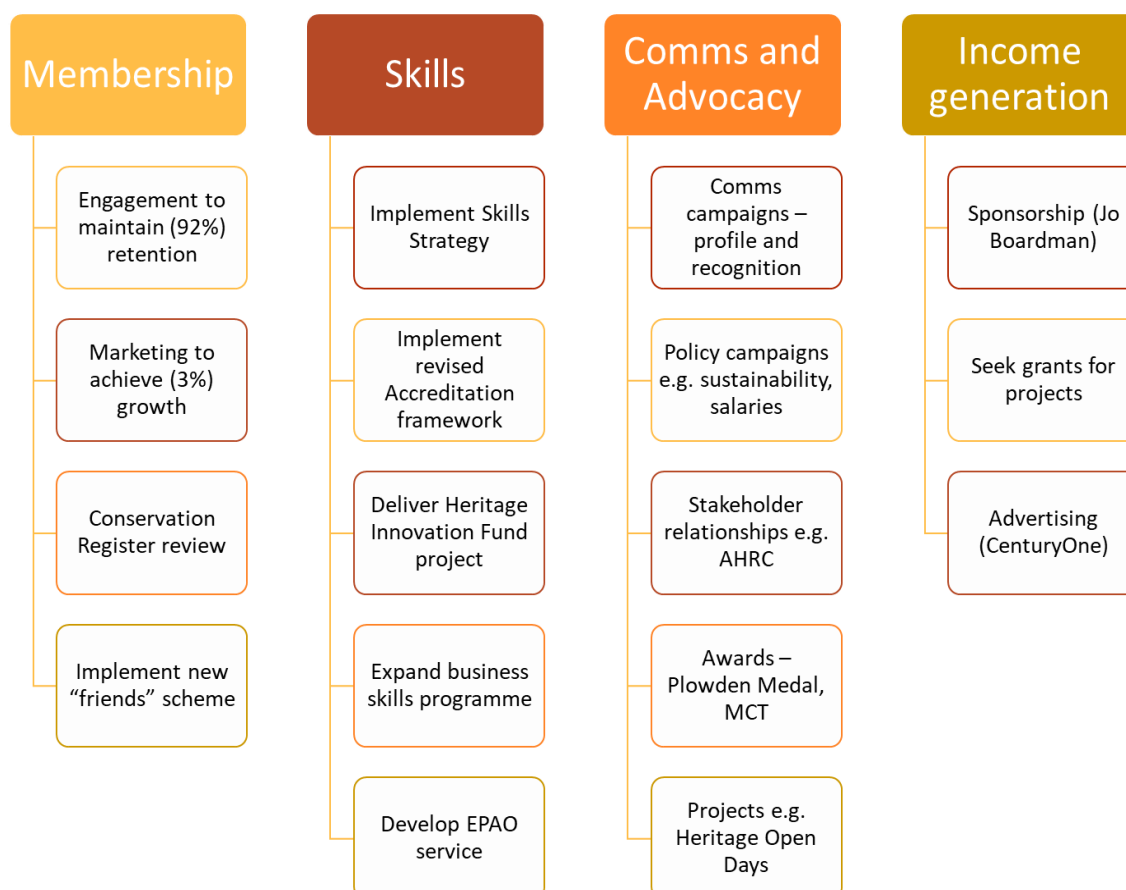 Membership
Engagement to
maintain (92%)
retention
Marketing to
achieve (3%)
growth
Conservation
Register review
Implement new
“friends” scheme
Skills
Implement Skills
Strategy
Implement
revised
Accreditation
framework
Deliver Heritage
Innovation Fund
project
Expand business
skills programme
Develop EPAO
service
Comms and
Advocacy
Comms
campaigns –
profile and
recognition
Policy campaigns
e.g. sustainability,
salaries
Stakeholder
relationships e.g.
AHRC
Awards –
Plowden Medal,
MCT
Projects e.g.
Heritage Open
Days
Income
generation
Sponsorship (Jo
Boardman)
Seek grants for
projects
Advertising
(CenturyOne)